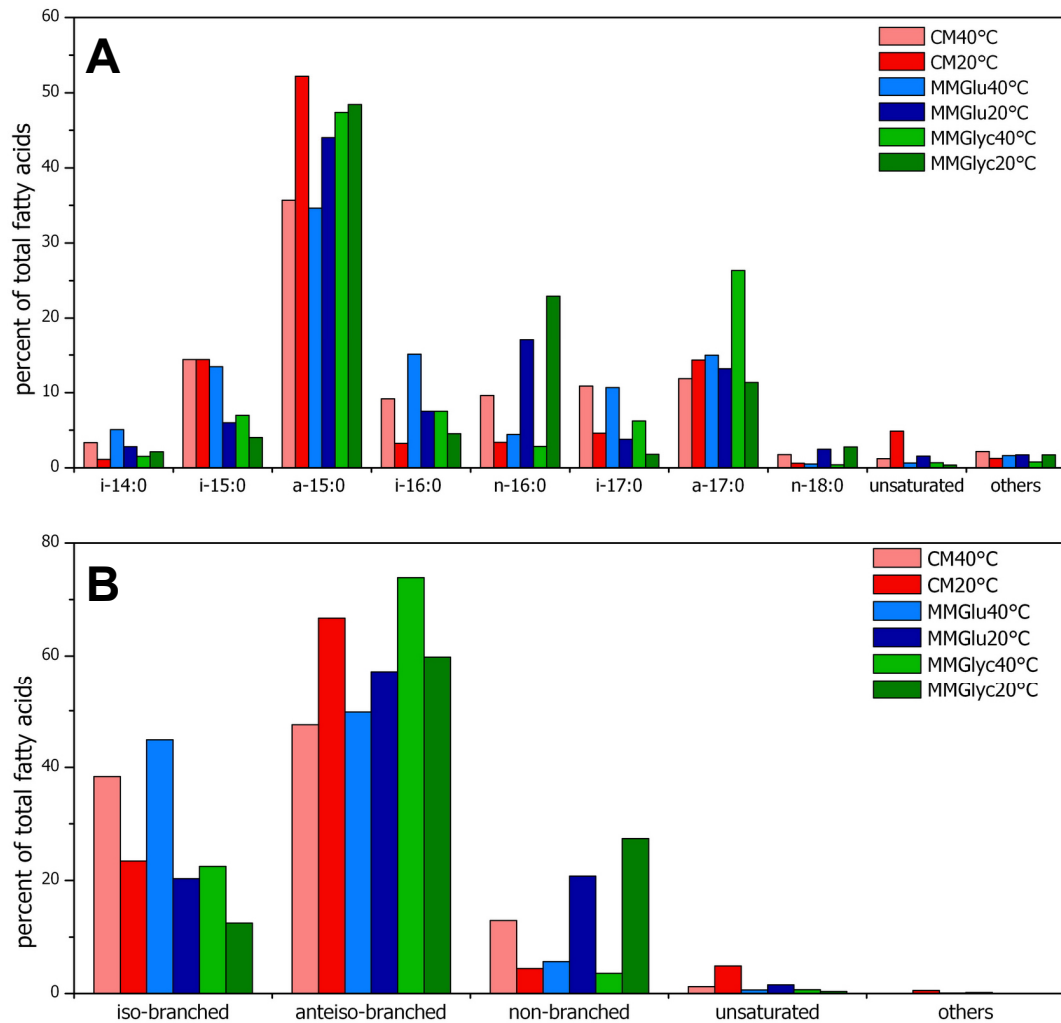 A
percent of total fatty acids
60
50
40
30
20
10
0
CM40°C
CM20°C
MMGlu40°C
MMGlu20°C
MMGlyc40°C
MMGlyc20°C
i-14:0 i-15:0 a-15:0 i-16:0 n-16:0 i-17:0 a-17:0 n-18:0 unsaturated others
B
percent of total fatty acids
80
60
40
20
0
CM40°C
CM20°C
MMGlu40°C
MMGlu20°C
MMGlyc40°C
MMGlyc20°C
iso-branched anteiso-branched non-branched unsaturated others